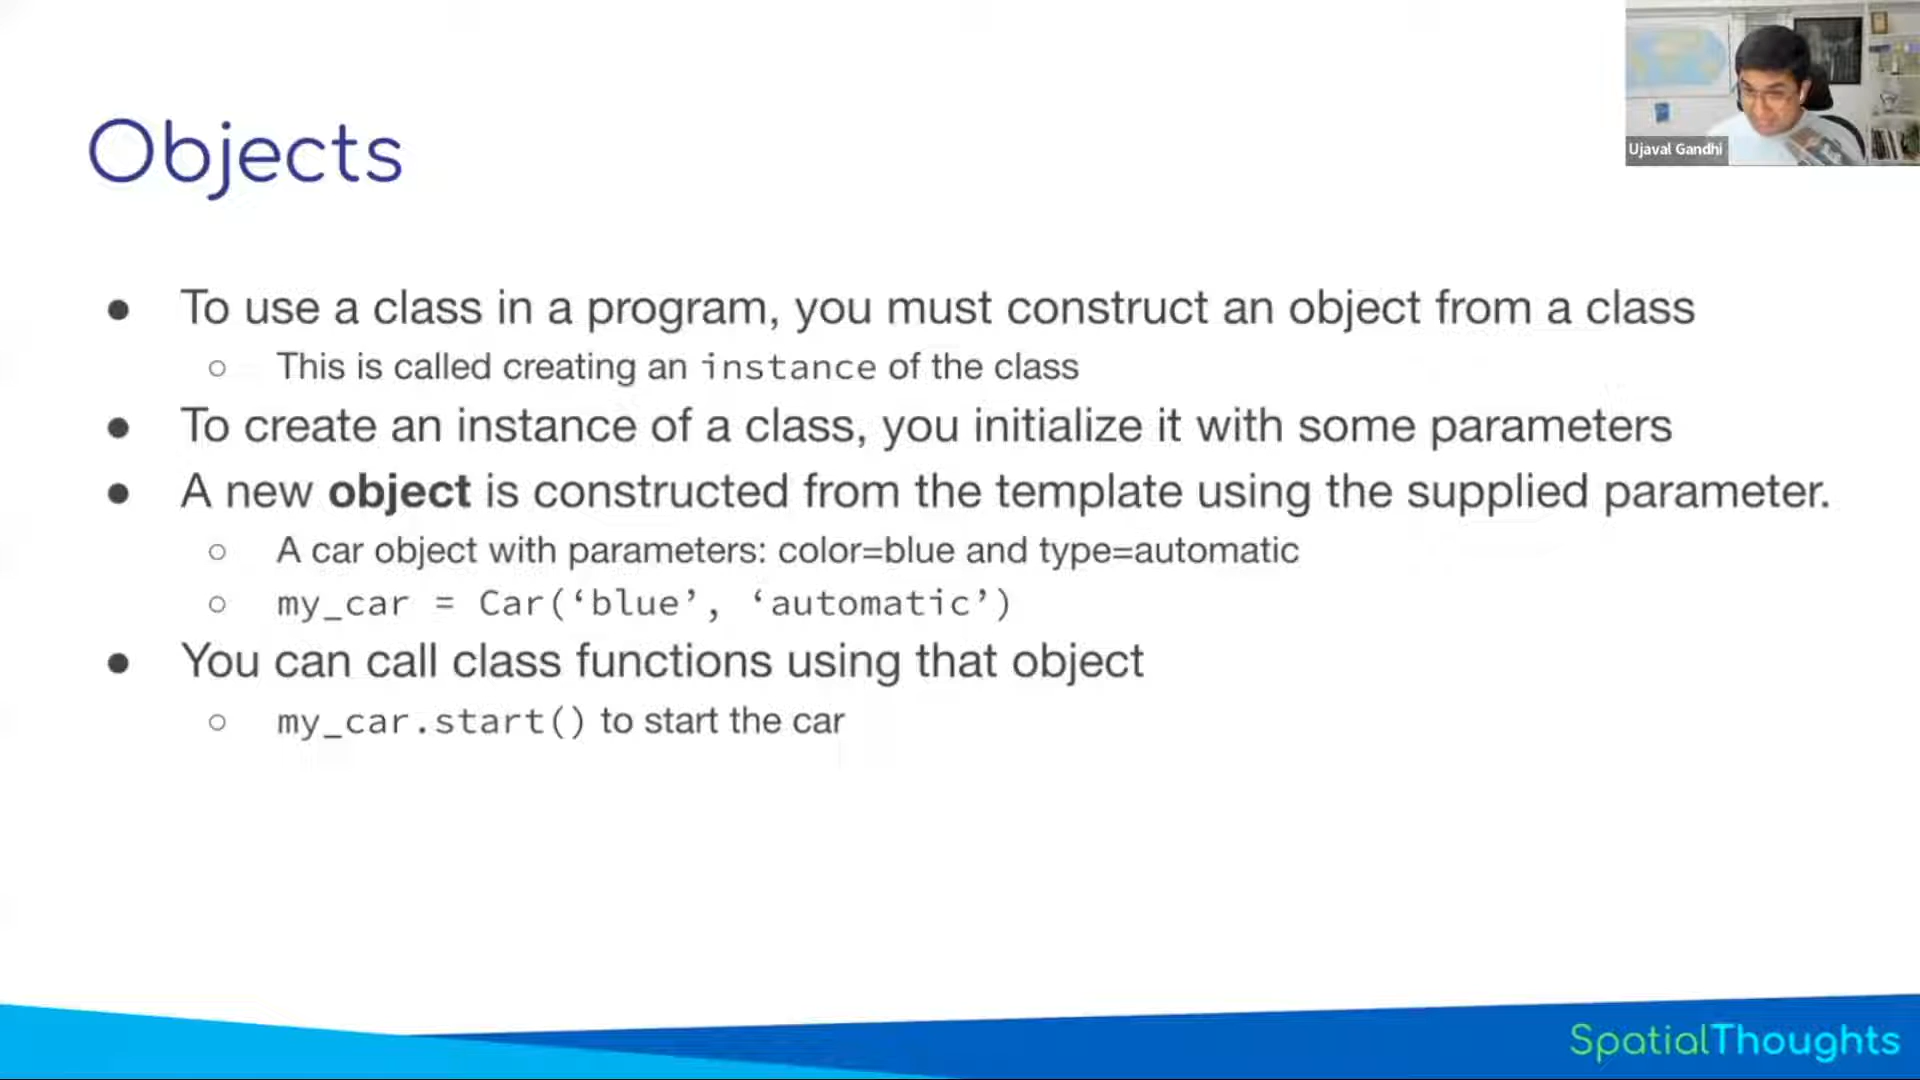 Objects
Ujaval Gandhi
● To use a class in a program, you must construct an object from a class
○ This is called creating an instance of the class
● To create an instance of a class, you initialize it with some parameters
● A new object is constructed from the template using the supplied parameter.
○ A car object with parameters: color=blue and type=automatic
○ my_car = Car(‘blue’, ‘automatic’)
● You can call class functions using that object
○ my_car.start() to start the car
SpatialThoughts